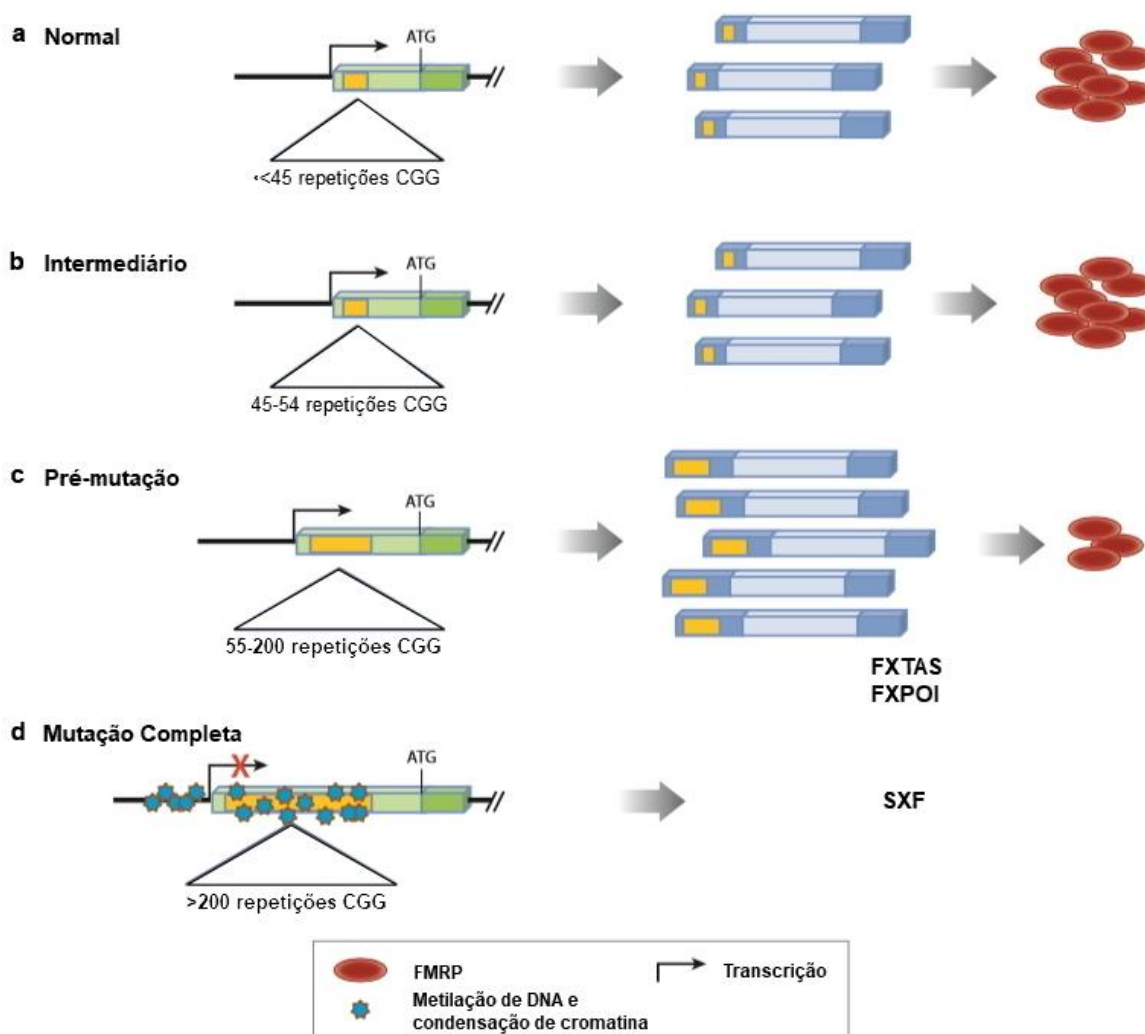 a Normal
ATG
<<45 repetições CGG
b Intermediário
ATG
45-54 repetições CGG
c Pré-mutação
ATG
55-200 repetições CGG
FXTAS
FXPOI
d Mutação Completa
X
ATG
SXF
>200 repetições CGG
FMRP
Transcrição
Metilação de DNA e
condensação de cromatina